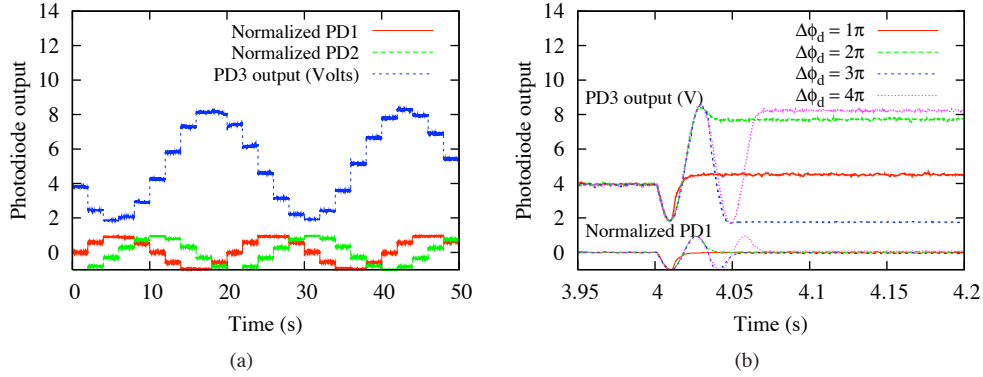 Photodiode output
14
12
10
8
6
4
2
0
Normalized PD1
Normalized PD2
PD3 output (Volts)
0 10 20 30 40 50
Time (s)
(a)
Photodiode output
14
12
10
8
6
4
2
0
Δϕd = 1π
Δϕd = 2π
Δϕd = 3π
Δϕd = 4π
PD3 output (V)
Normalized PD1
3.95 4 4.05 4.1 4.15 4.2
Time (s)
(b)